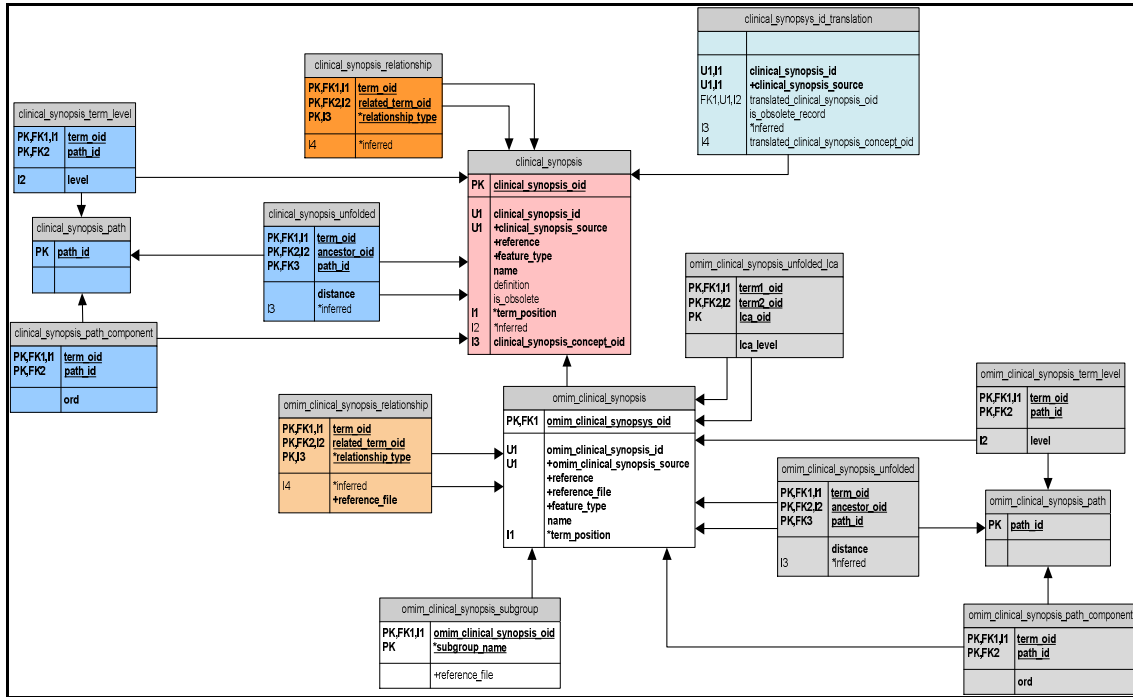 clinical_synopsys_id_translation
U1,I1 clinical_synopsis_id
U1,I1 +clinical_synopsis_source
FK1,U1,I2 translated_clinical_synopsis_oid
is_obsolete_record
I3 *inferred
I4 translated_clinical_synopsis_concept_oid
clinical_synopsis_relationship
PK,FK1,I1 term_oid
PK,FK2,I2 related_term_oid
PK,I3 *relationship_type
I4 *inferred
clinical_synopsis_term_level
PK,FK1,I1 term_oid
PK,FK2 path_id
I2 level
clinical_synopsis
PK clinical_synopsis_oid
U1 clinical_synopsis_id
U1 +clinical_synopsis_source
+reference
+feature_type
name
definition
is_obsolete
I1 *term_position
I2 *inferred
I3 clinical_synopsis_concept_oid
clinical_synopsis_path
PK path_id
clinical_synopsis_unfolded
PK,FK1,I1 term_oid
PK,FK2,I2 ancestor_oid
PK,FK3 path_id
distance
I3 *inferred
omim_clinical_synopsis_unfolded_lca
PK,FK1,I1 term1_oid
PK,FK2,I2 term2_oid
PK lca_oid
lca_level
clinical_synopsis_path_component
PK,FK1,I1 term_oid
PK,FK2 path_id
ord
omim_clinical_synopsis_term_level
PK,FK1,I1 term_oid
PK,FK2 path_id
I2 level
omim_clinical_synopsis
PK,FK1 omim_clinical_synopsys_oid
U1 omim_clinical_synopsis_id
U1 +omim_clinical_synopsis_source
+reference
+reference_file
+feature_type
name
I1 *term_position
omim_clinical_synopsis_relationship
PK,FK1,I1 term_oid
PK,FK2,I2 related_term_oid
PK,I3 *relationship_type
I4 *inferred
+reference_file
omim_clinical_synopsis_unfolded
PK,FK1,I1 term_oid
PK,FK2,I2 ancestor_oid
PK,FK3 path_id
distance
I3 *inferred
omim_clinical_synopsis_path
PK path_id
omim_clinical_synopsis_subgroup
PK,FK1,I1 omim_clinical_synopsis_oid
PK *subgroup_name
+reference_file
omim_clinical_synopsis_path_component
PK,FK1,I1 term_oid
PK,FK2 path_id
ord